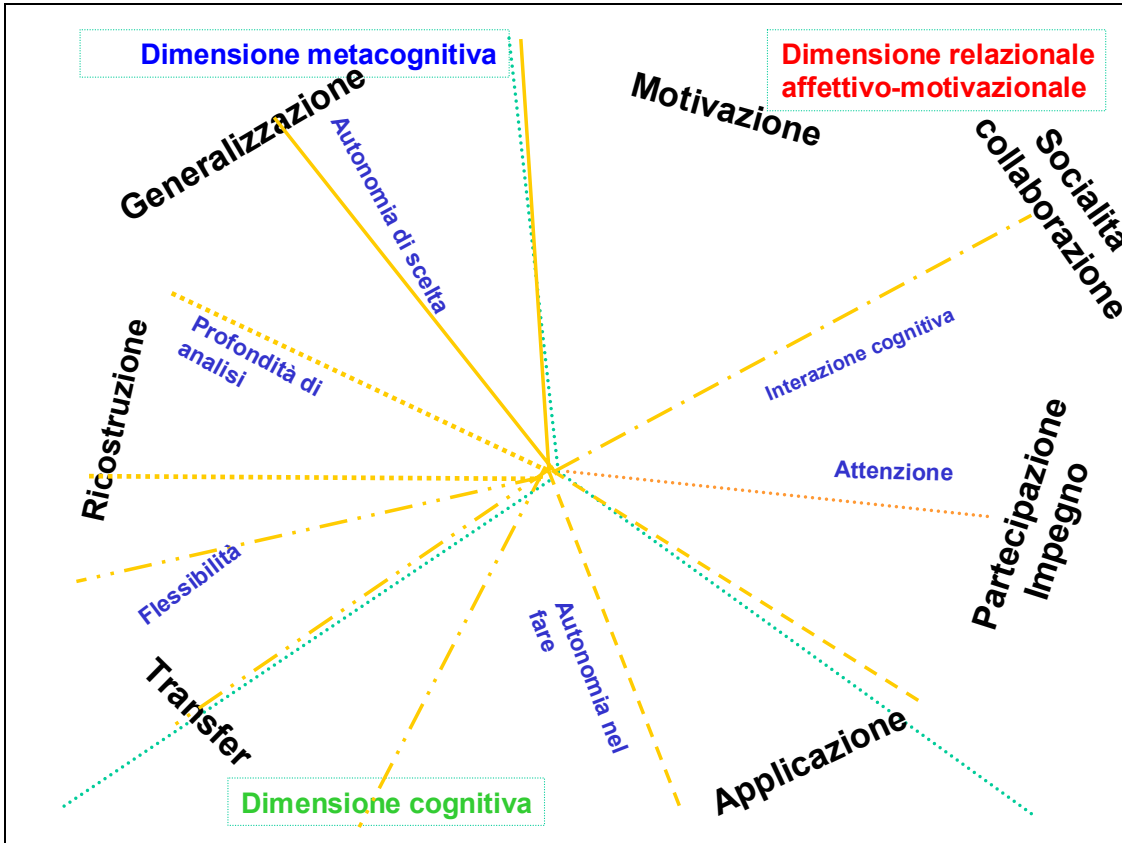 Dimensione metacognitiva
Dimensione relazionale
affettivo-motivazionale
Generalizzazione
Autonomia di scelta
Motivazione
Socialità
collaborazione
Profondità di
analisi
Interazione cognitiva
Ricostruzione
Attenzione
Partecipazione
Impegno
Flessibilità
Autonomia nel
fare
Transfer
Applicazione
Dimensione cognitiva